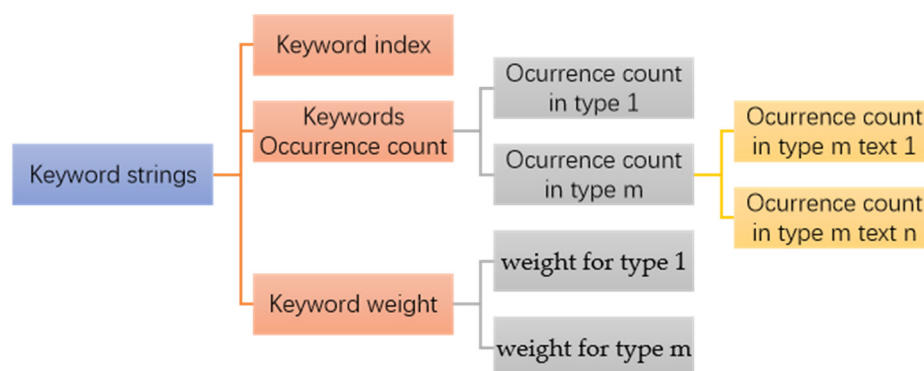 Keyword strings
Keyword index
Keywords
Occurrence count
Keyword weight
Ocurrence count
in type 1
Ocurrence count
in type m
weight for type 1
weight for type m
Ocurrence count
in type m text 1
Ocurrence count
in type m text n